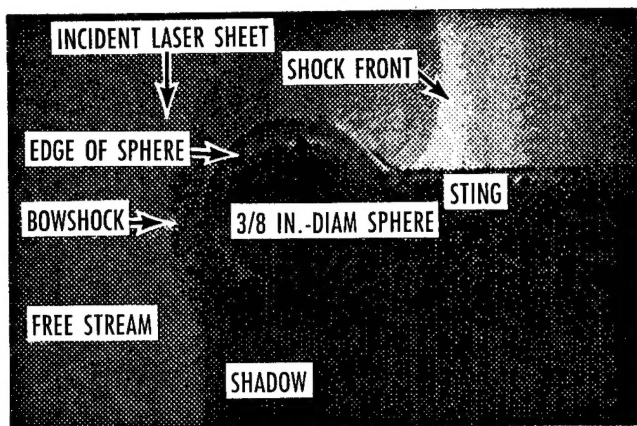 INCIDENT LASER SHEET
SHOCK FRONT
EDGE OF SPHERE
STING
BOWSHOCK
3/8 IN.-DIAM SPHERE
FREE STREAM
SHADOW